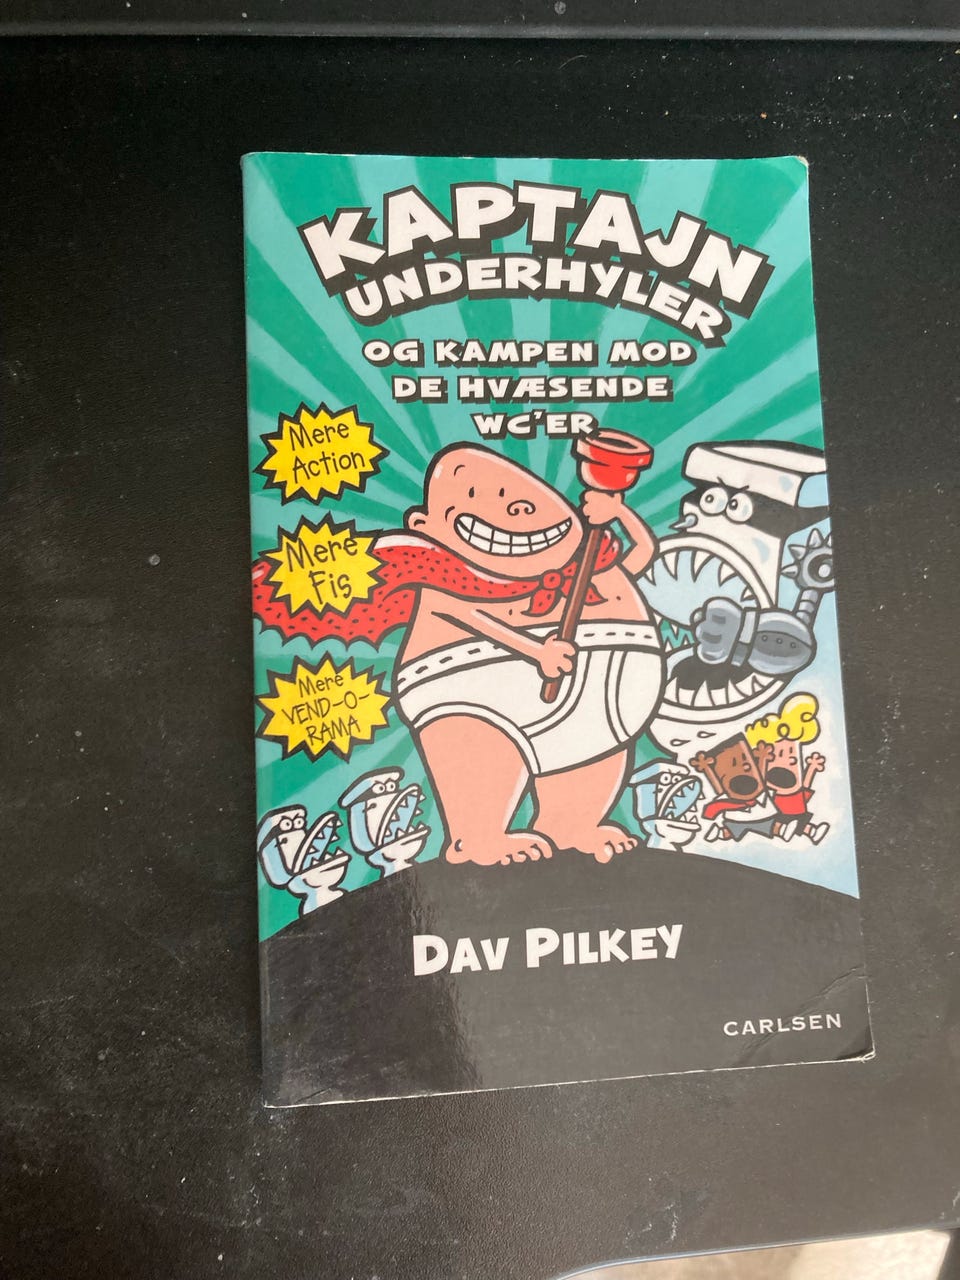 KAPTAJN
UNDERHYLER
OG KAMPEN MOD
DE HVÆSENDE
WC'ER
Mere
Action
Mere
Fis
Mere
VEND-O-
RAMA
DAV PILKEY
CARLSEN